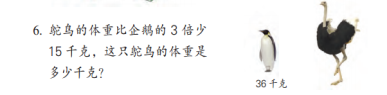 6. 鸵鸟的体重比企鹅的 3 倍少
15 千克，这只鸵鸟的体重是
多少千克？
36 千克